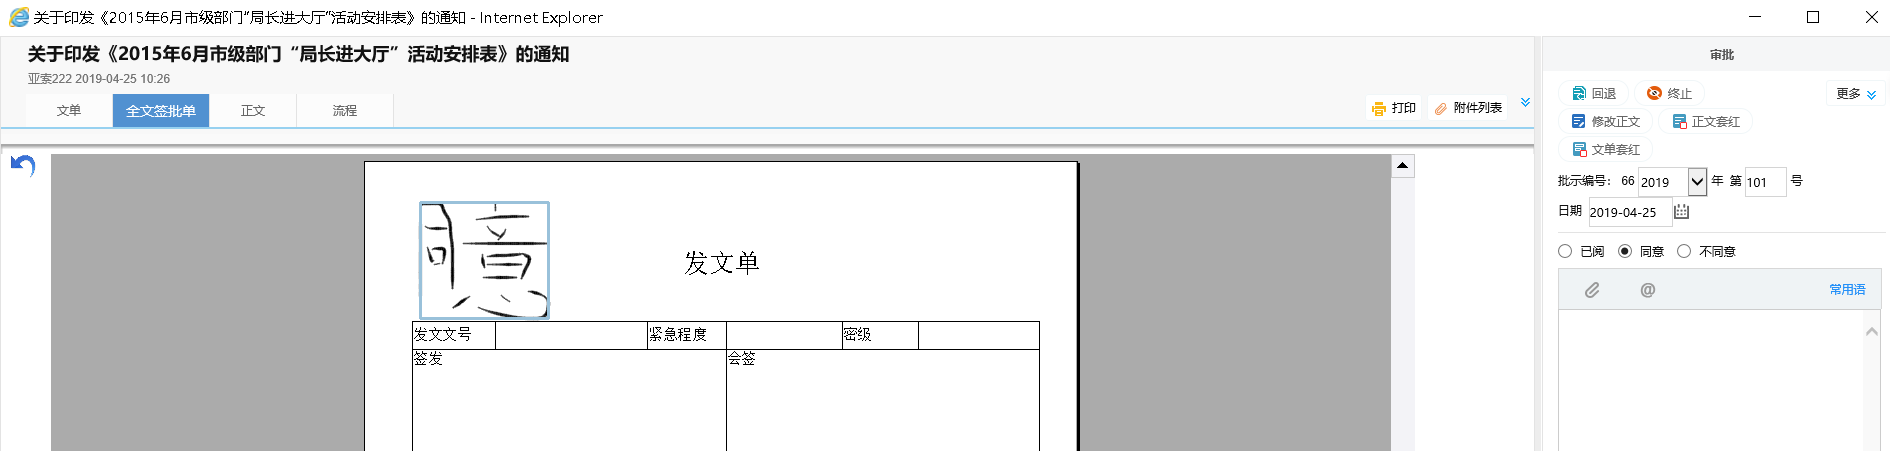 关于印发《2015年6月市级部门“局长进大厅”活动安排表》的通知 - Internet Explorer
关于印发《2015年6月市级部门“局长进大厅”活动安排表》的通知
亚索222 2019-04-25 10:26
文单 全文签批单 正文 流程
打印 附件列表
发文单
发文文号 紧急程度 密级
签发 会签
审批
回退 终止 更多
修改正文 正文套红
文单套红
批示编号： 66 2019 年 第 101 号
日期 2019-04-25
已阅 同意 不同意
@ 常用语